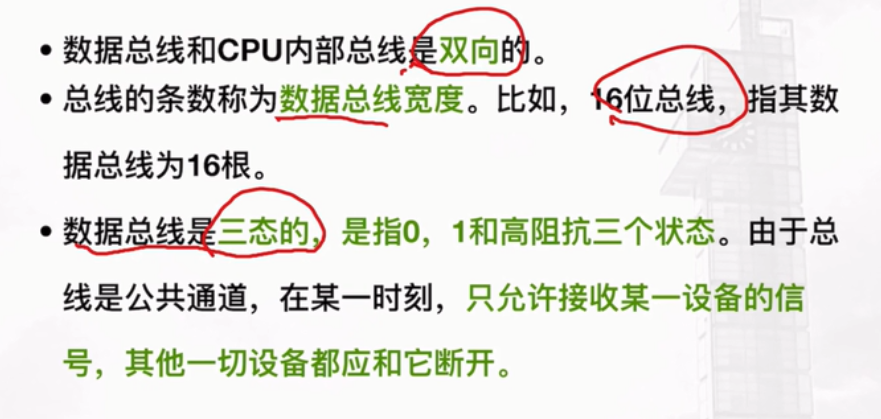 • 数据总线和CPU内部总线是双向的。
• 总线的条数称为数据总线宽度。比如，16位总线，指其数
据总线为16根。
• 数据总线是三态的，是指0，1和高阻抗三个状态。由于总
线是公共通道，在某一时刻，只允许接收某一设备的信
号，其他一切设备都应和它断开。